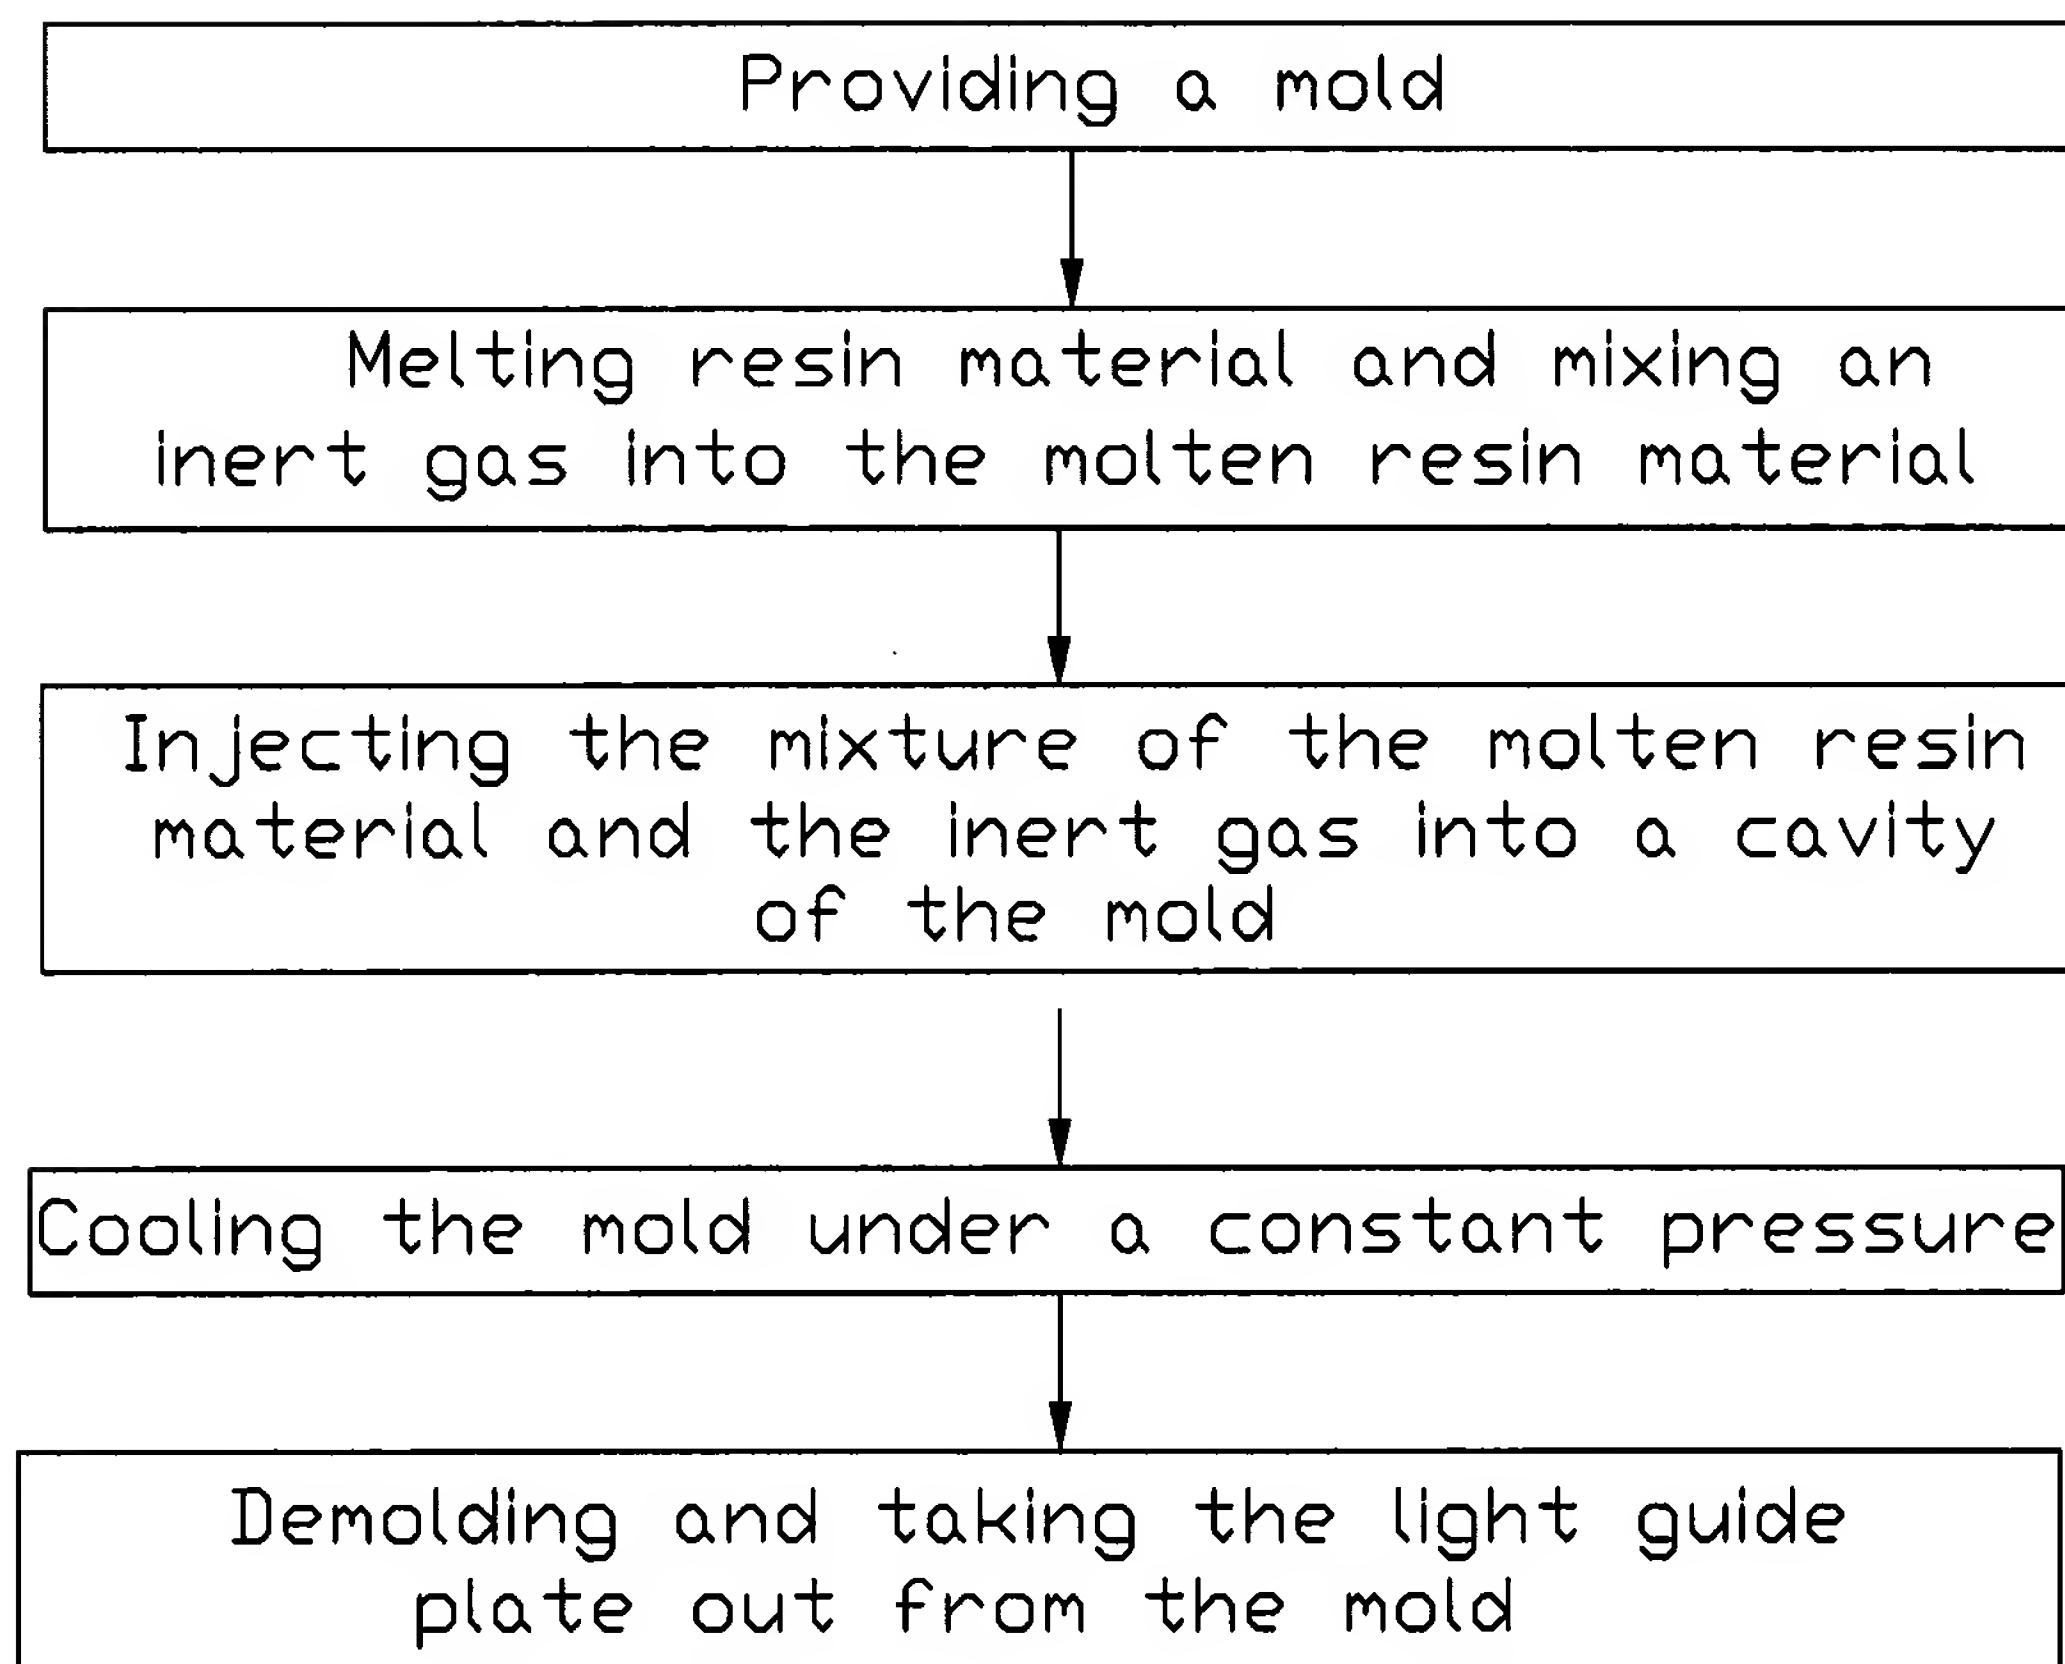 Providing a mold
Melting resin material and mixing an
inert gas into the molten resin material
Injecting the mixture of the molten resin
material and the inert gas into a cavity
of the mold
Cooling the mold under a constant pressure
Demolding and taking the light guide
plate out from the mold